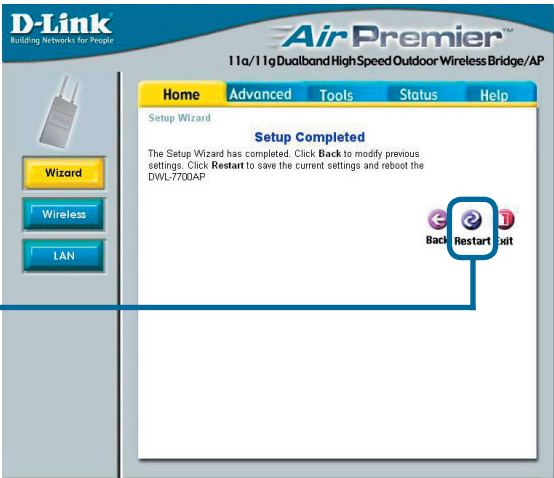 D-Link
Building Networks for People
Air Premier™
11a/11g Dualband High Speed Outdoor Wireless Bridge/AP
Home Advanced Tools Status Help
Wizard
Wireless
LAN
Setup Wizard
Setup Completed
The Setup Wizard has completed. Click Back to modify previous
settings. Click Restart to save the current settings and reboot the
DWL-7700AP
Back Restart Exit